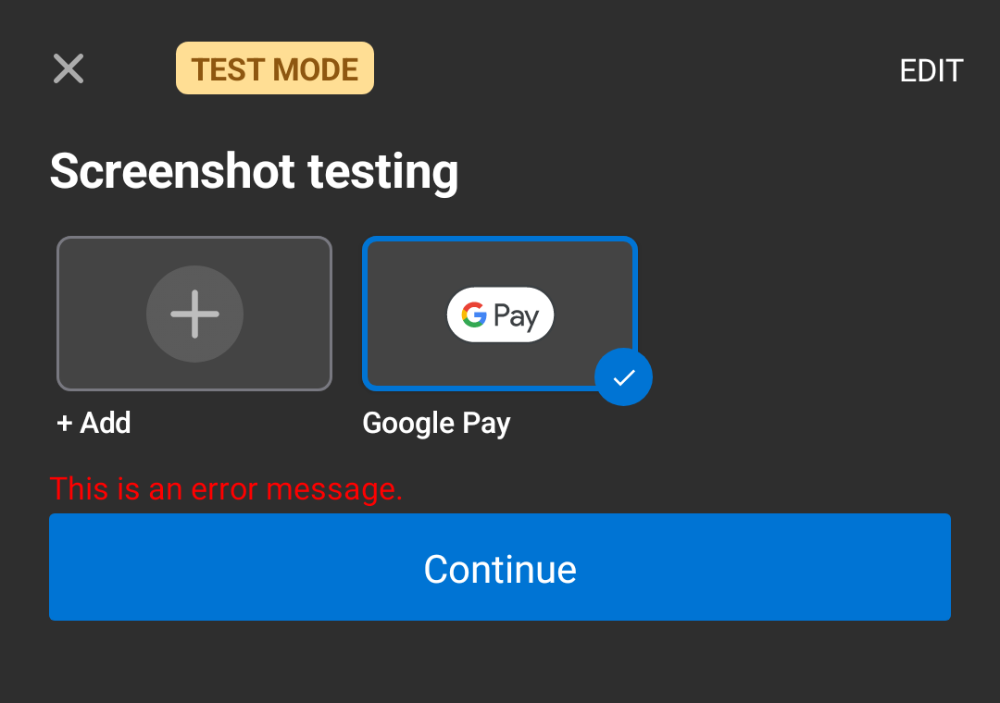 TEST MODE
EDIT
Screenshot testing
G Pay
+ Add
Google Pay
This is an error message.
Continue